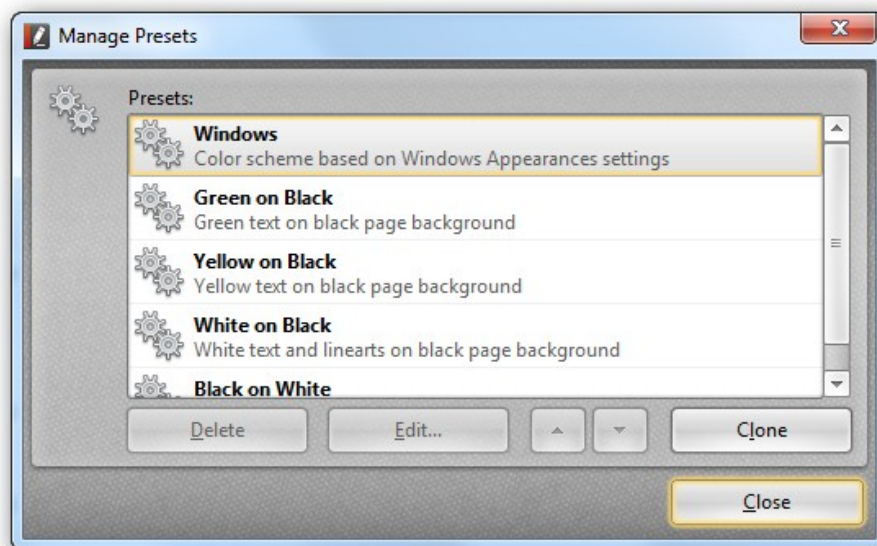 Manage Presets
Presets:
Windows
Color scheme based on Windows Appearances settings
Green on Black
Green text on black page background
Yellow on Black
Yellow text on black page background
White on Black
White text and linearts on black page background
Black on White
Delete Edit... Clone
Close